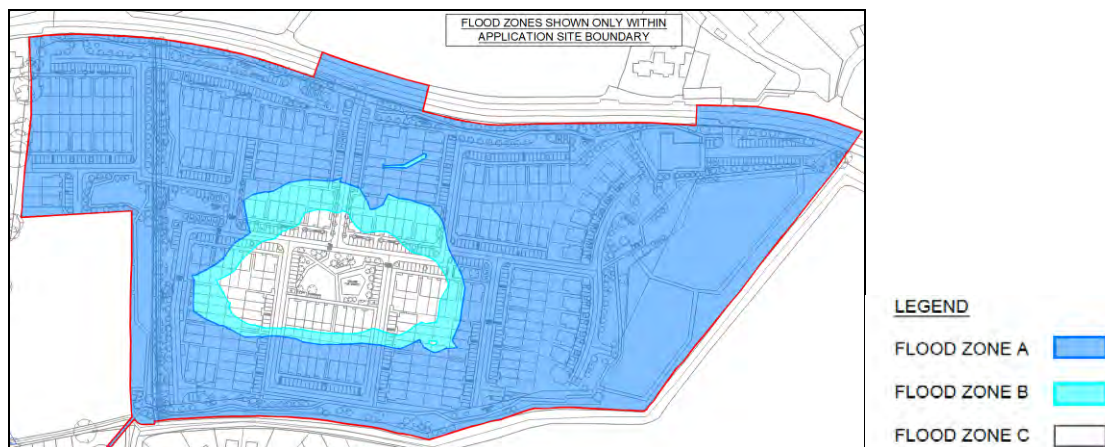 FLOOD ZONES SHOWN ONLY WITHIN
APPLICATION SITE BOUNDARY
LEGEND
FLOOD ZONE A
FLOOD ZONE B
FLOOD ZONE C